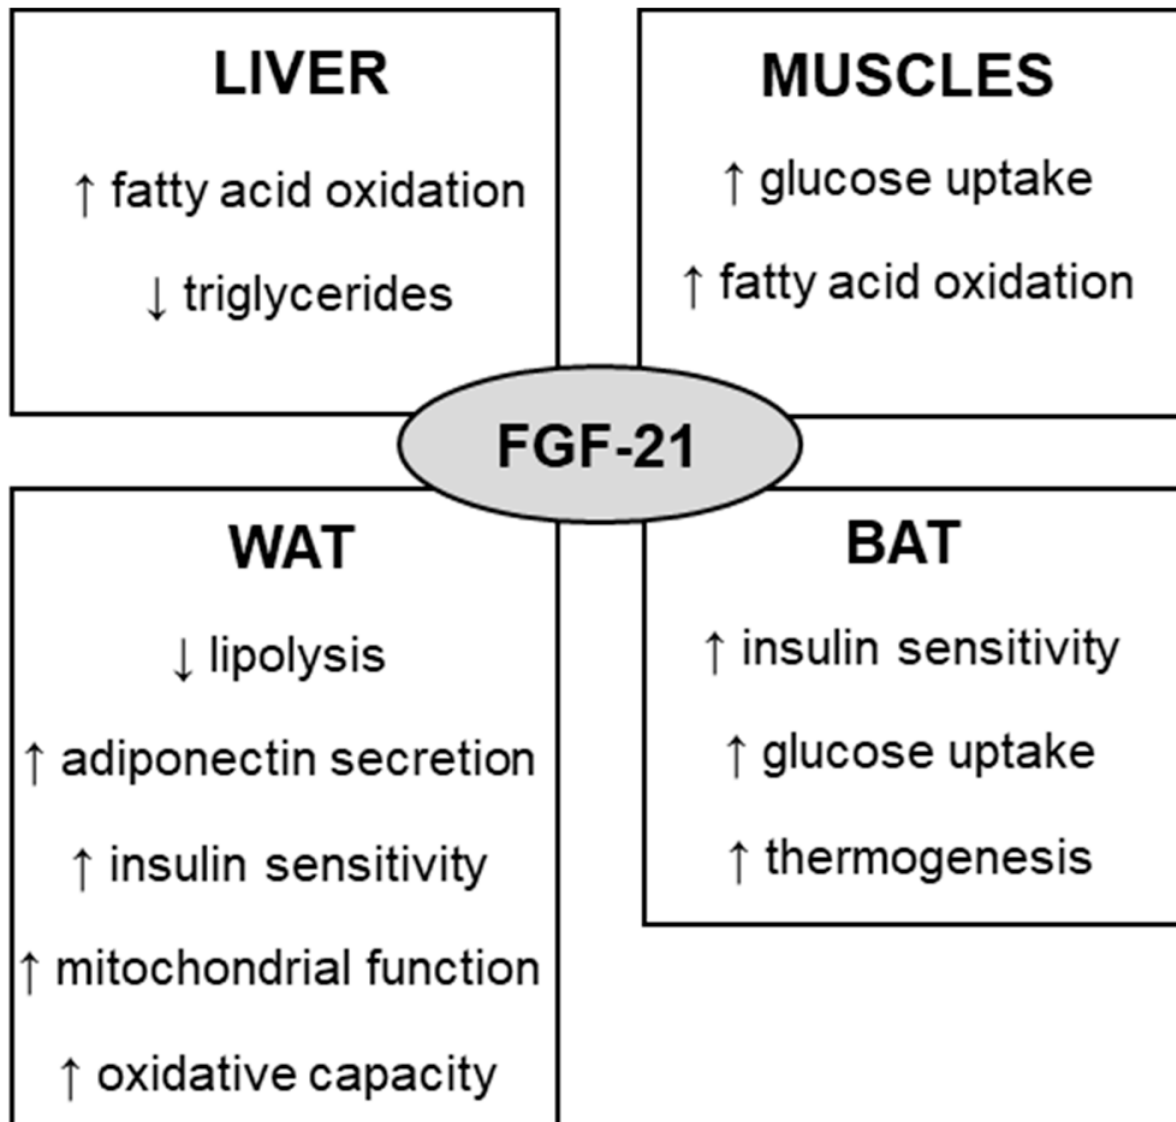 LIVER
↑ fatty acid oxidation
↓ triglycerides
MUSCLES
↑ glucose uptake
↑ fatty acid oxidation
FGF-21
WAT
↓ lipolysis
↑ adiponectin secretion
↑ insulin sensitivity
↑ mitochondrial function
↑ oxidative capacity
BAT
↑ insulin sensitivity
↑ glucose uptake
↑ thermogenesis